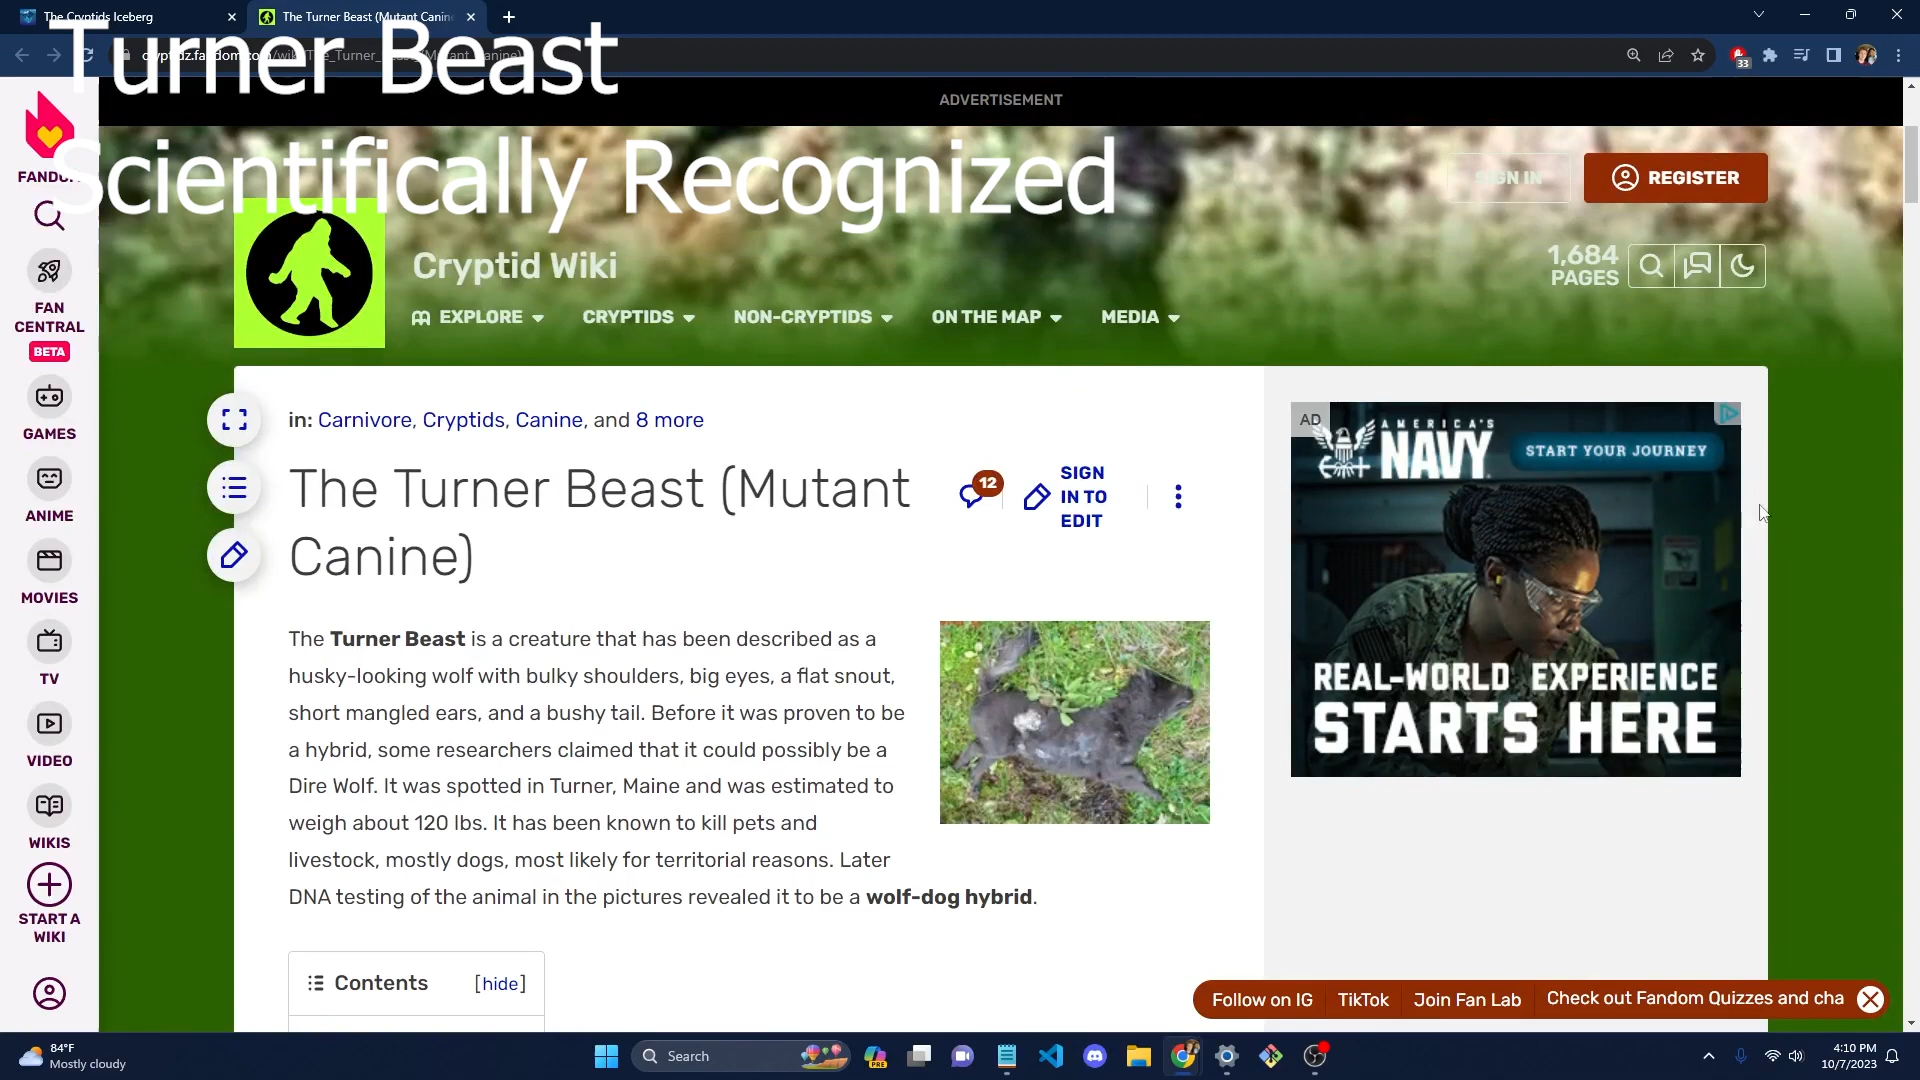 The Cryptids Iceberg
The Turner Beast (Mutant Canine
Turner Beast
Scientifically Recognized
ADVERTISEMENT
FANDOM
SIGN IN
REGISTER
Cryptid Wiki
1,684
PAGES
EXPLORE
CRYPTIDS
NON-CRYPTIDS
ON THE MAP
MEDIA
FAN
CENTRAL
BETA
GAMES
ANIME
MOVIES
TV
VIDEO
WIKIS
START A
WIKI
in: Carnivore, Cryptids, Canine, and 8 more
The Turner Beast (Mutant
Canine)
12
SIGN
IN TO
EDIT
The Turner Beast is a creature that has been described as a
husky-looking wolf with bulky shoulders, big eyes, a flat snout,
short mangled ears, and a bushy tail. Before it was proven to be
a hybrid, some researchers claimed that it could possibly be a
Dire Wolf. It was spotted in Turner, Maine and was estimated to
weigh about 120 lbs. It has been known to kill pets and
livestock, mostly dogs, most likely for territorial reasons. Later
DNA testing of the animal in the pictures revealed it to be a wolf-dog hybrid.
Contents [hide]
AD
AMERICA'S
NAVY
START YOUR JOURNEY
REAL-WORLD EXPERIENCE
STARTS HERE
Follow on IG
TikTok
Join Fan Lab
Check out Fandom Quizzes and cha
33
84°F
Mostly cloudy
Search
PRE
4:10 PM
10/7/2023